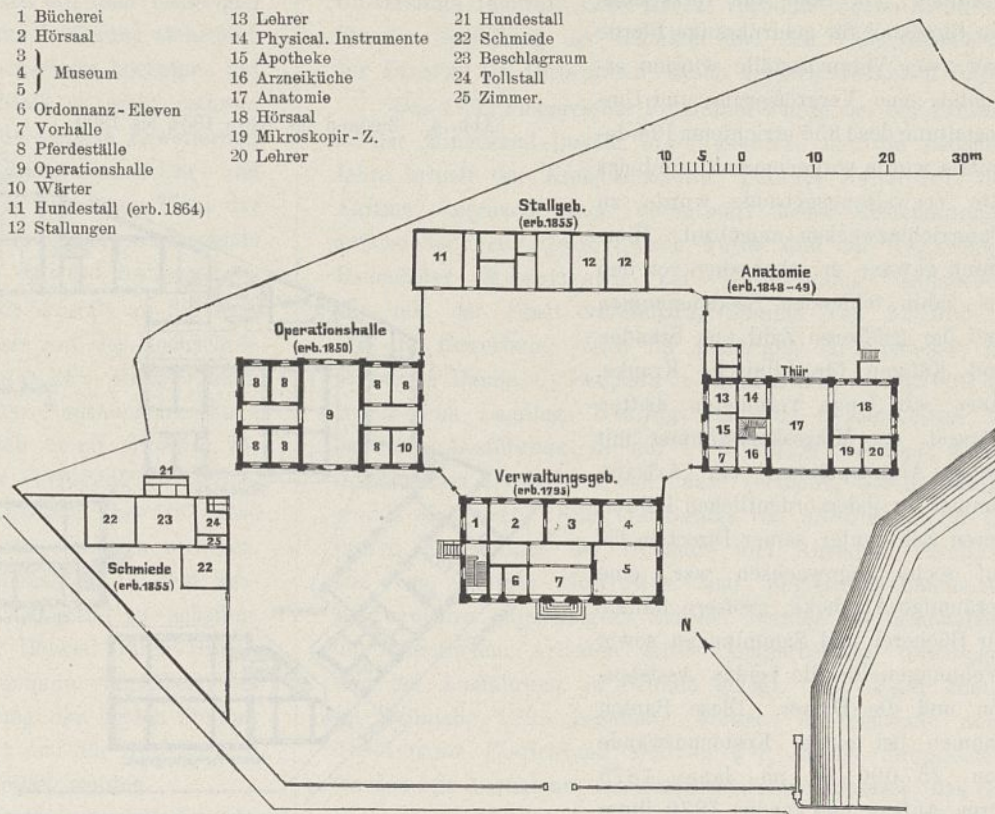 1 Bücherei
2 Hörsaal
3
4 } Museum
5
6 Ordonnanz-Eleven
7 Vorhalle
8 Pferdeställe
9 Operationshalle
10 Wärter
11 Hundestall (erb. 1864)
12 Stallungen
13 Lehrer
14 Physical. Instrumente
15 Apotheke
16 Arzneiküche
17 Anatomie
18 Hörsaal
19 Mikroskopir-Z.
20 Lehrer
21 Hundestall
22 Schmiede
23 Beschlagraum
24 Tollstall
25 Zimmer.
10 5 0 10 20 30m
Stallgeb.
(erb. 1855)
11 12 12
Anatomie
(erb. 1848-49)
Thür
13 14 18
15 17
7 16 19 20
Operationshalle
(erb. 1850)
8 8 8 8
9
8 8 8 10
Verwaltungsgeb.
(erb. 1795)
1 2 3 4
5
6 7
21
22 23 24
25
22
Schmiede
(erb. 1855)
N